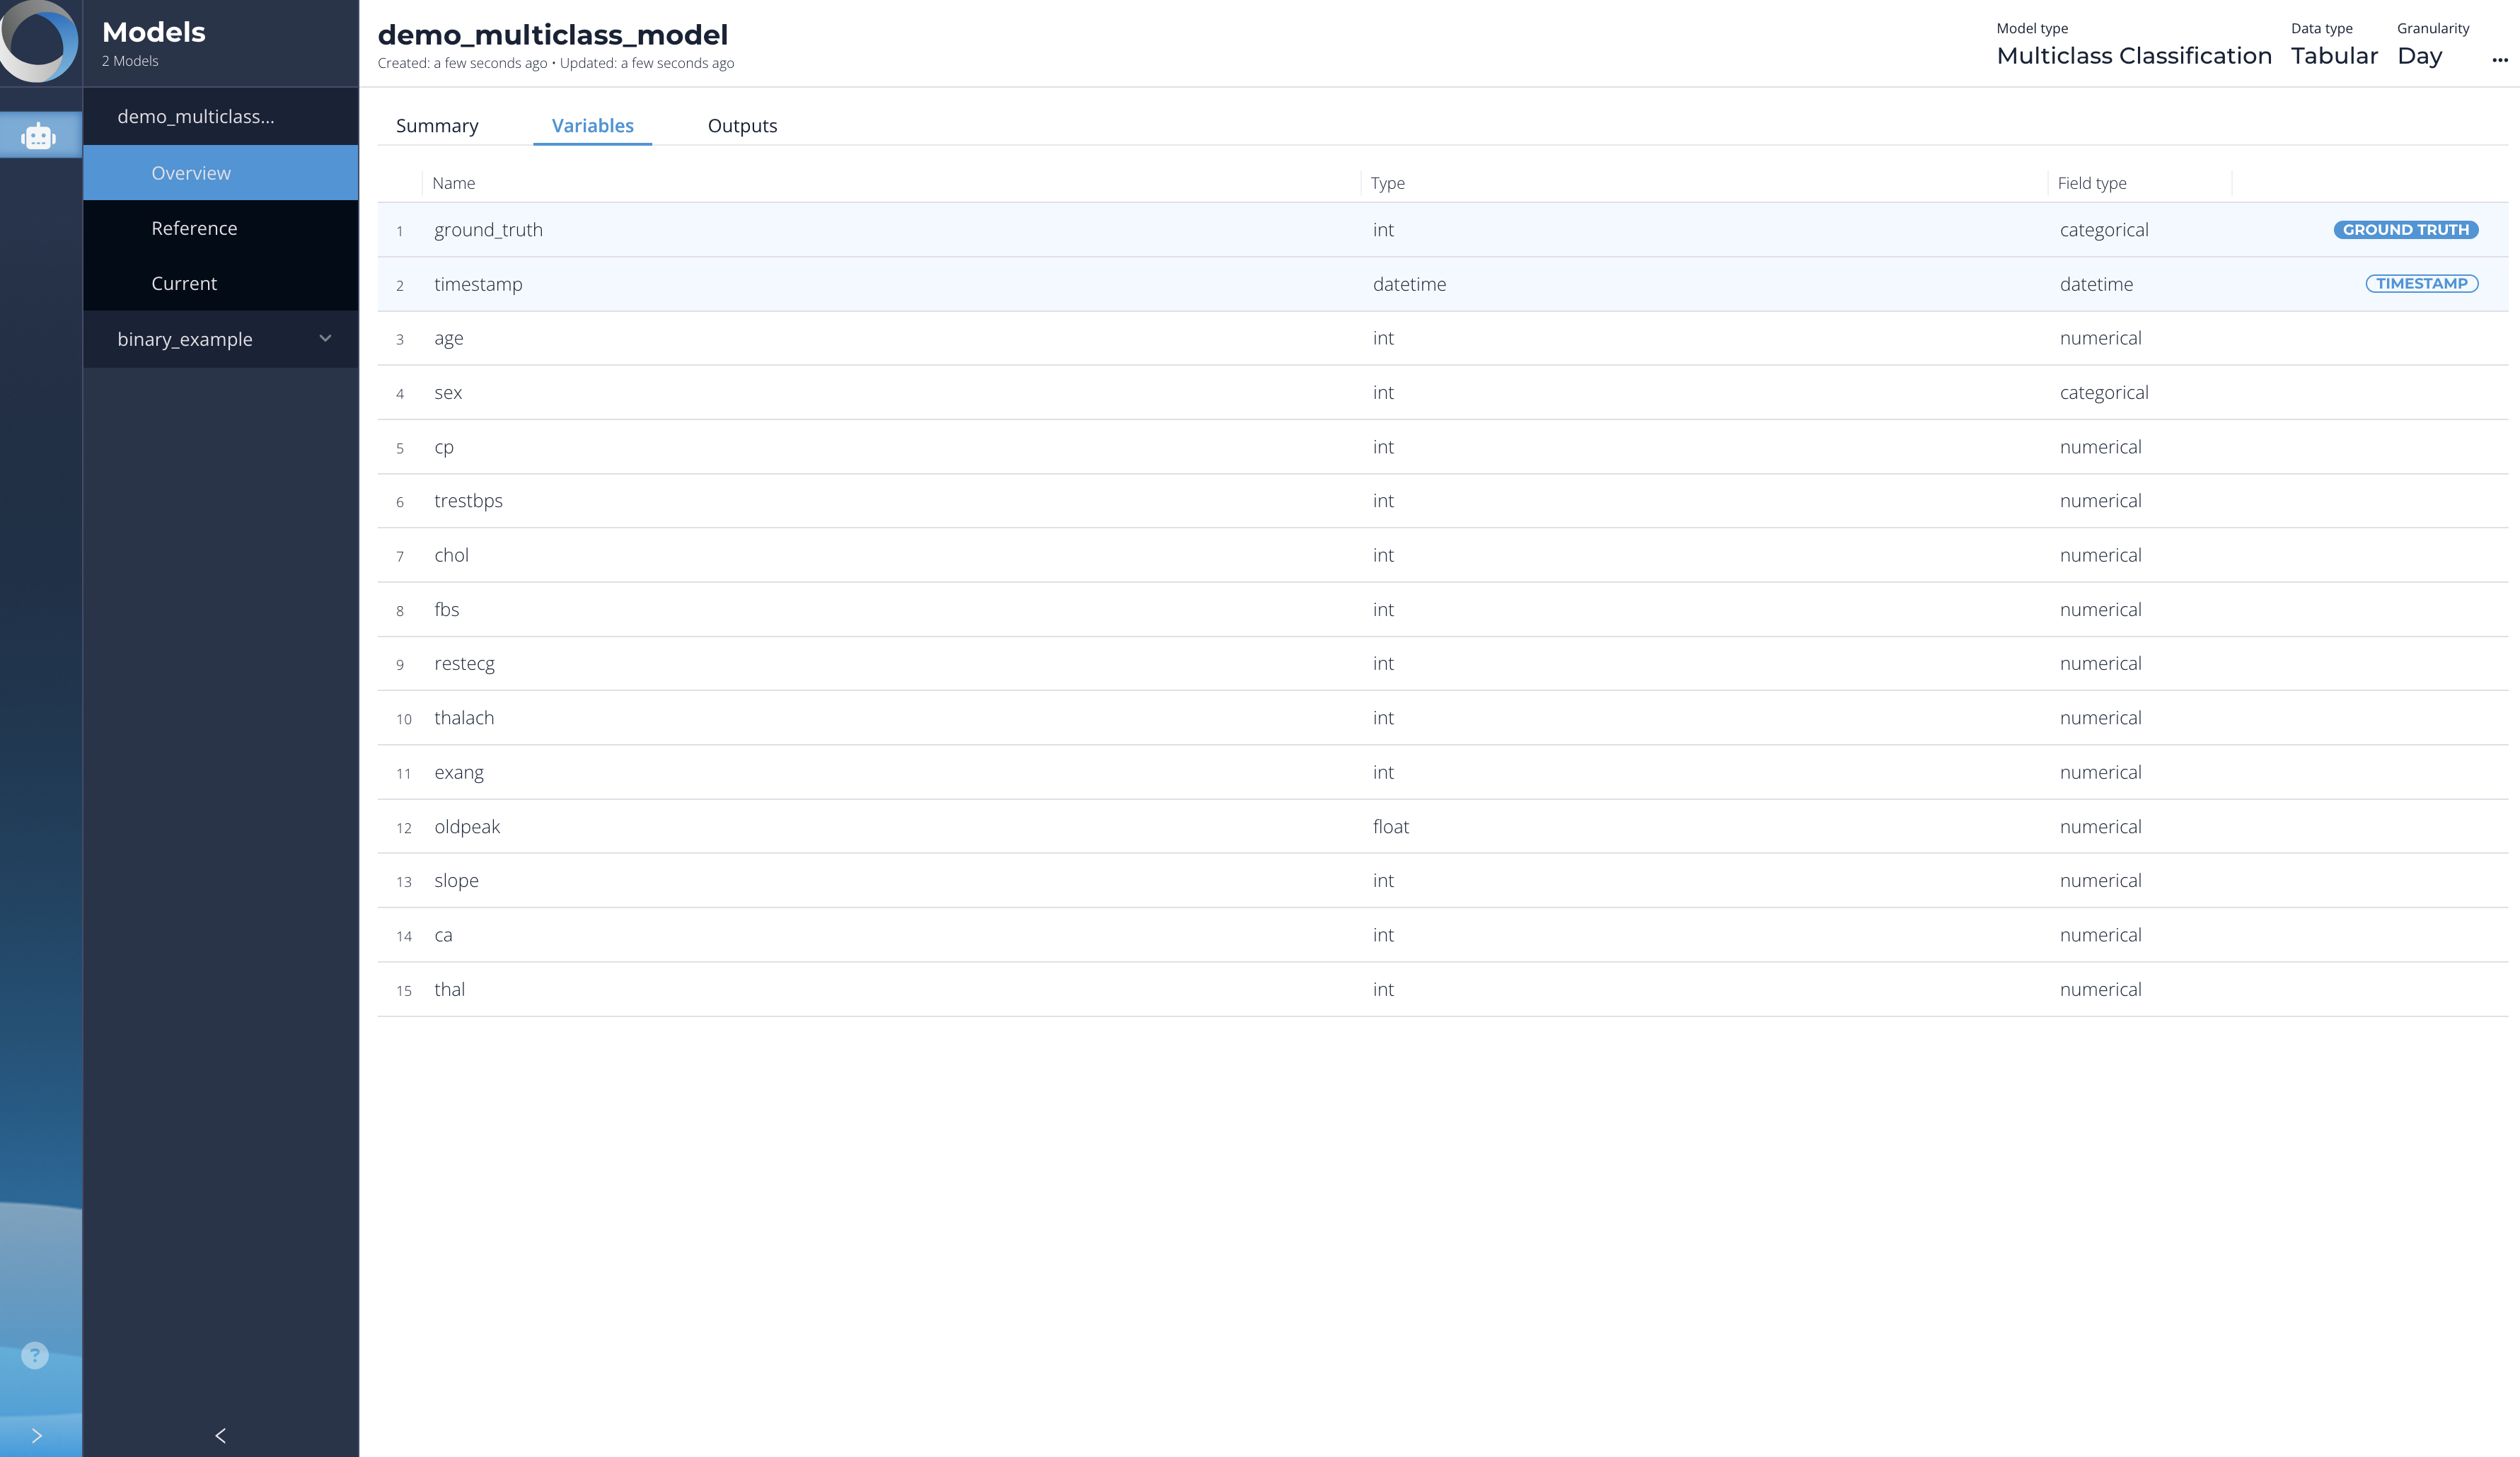 Models
2 Models
demo_multiclass...
Overview
Reference
Current
binary_example
demo_multiclass_model
Created: a few seconds ago • Updated: a few seconds ago
Model type Data type Granularity
Multiclass Classification Tabular Day ...
Summary Variables Outputs
Name Type Field type
1 ground_truth int categorical GROUND TRUTH
2 timestamp datetime datetime TIMESTAMP
3 age int numerical
4 sex int categorical
5 cp int numerical
6 trestbps int numerical
7 chol int numerical
8 fbs int numerical
9 restecg int numerical
10 thalach int numerical
11 exang int numerical
12 oldpeak float numerical
13 slope int numerical
14 ca int numerical
15 thal int numerical
?